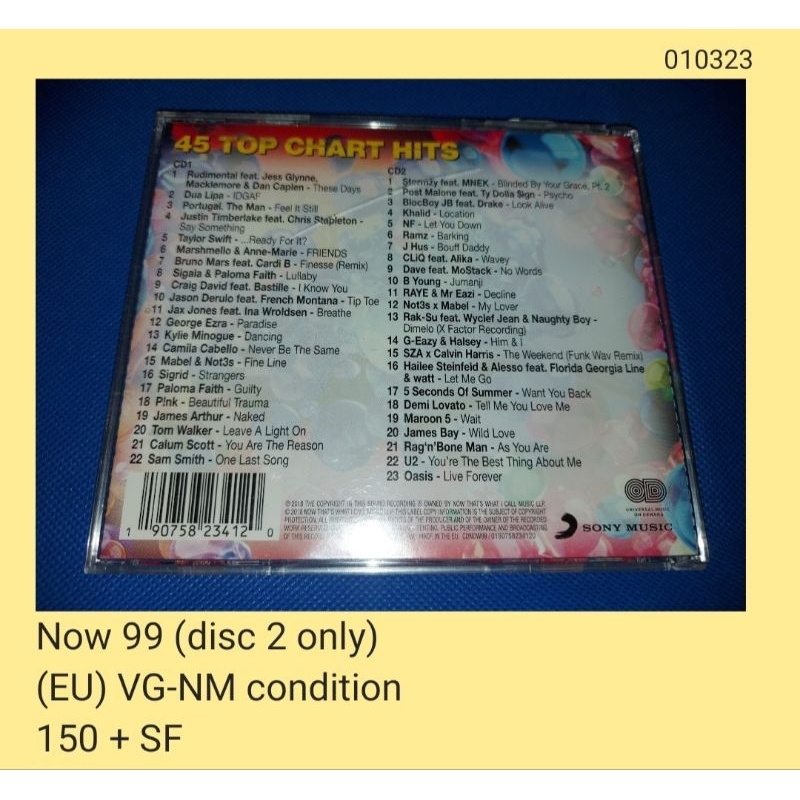 010323
45 TOP CHART HITS
CD1
1 Rudimental feat. Jess Glynne,
Macklemore & Dan Caplen - These Days
2 Dua Lipa - IDGAF
3 Portugal. The Man - Feel It Still
4 Justin Timberlake feat. Chris Stapleton -
Say Something
5 Taylor Swift - ...Ready For It?
6 Marshmello & Anne-Marie - FRIENDS
7 Bruno Mars feat. Cardi B - Finesse (Remix)
8 Sigala & Paloma Faith - Lullaby
9 Craig David feat. Bastille - I Know You
10 Jason Derulo feat. French Montana - Tip Toe
11 Jax Jones feat. Ina Wroldsen - Breathe
12 George Ezra - Paradise
13 Kylie Minogue - Dancing
14 Camila Cabello - Never Be The Same
15 Mabel & Not3s - Fine Line
16 Sigrid - Strangers
17 Paloma Faith - Guilty
18 P!nk - Beautiful Trauma
19 James Arthur - Naked
20 Tom Walker - Leave A Light On
21 Calum Scott - You Are The Reason
22 Sam Smith - One Last Song
CD2
1 Stormzy feat. MNEK - Blinded By Your Grace, Pt. 2
2 Post Malone feat. Ty Dolla $ign - Psycho
3 BlocBoy JB feat. Drake - Look Alive
4 Khalid - Location
5 NF - Let You Down
6 Ramz - Barking
7 J Hus - Bouff Daddy
8 CLiQ feat. Alika - Wavey
9 Dave feat. MoStack - No Words
10 B Young - Jumanji
11 RAYE & Mr Eazi - Decline
12 Not3s x Mabel - My Lover
13 Rak-Su feat. Wyclef Jean & Naughty Boy -
Dimelo (X Factor Recording)
14 G-Eazy & Halsey - Him & I
15 SZA x Calvin Harris - The Weekend (Funk Wav Remix)
16 Hailee Steinfeld & Alesso feat. Florida Georgia Line
& watt - Let Me Go
17 5 Seconds Of Summer - Want You Back
18 Demi Lovato - Tell Me You Love Me
19 Maroon 5 - Wait
20 James Bay - Wild Love
21 Rag'n'Bone Man - As You Are
22 U2 - You're The Best Thing About Me
23 Oasis - Live Forever
1 90758 23412 0
UNIVERSAL MUSIC
ON DEMAND
SONY MUSIC
Now 99 (disc 2 only)
(EU) VG-NM condition
150 + SF